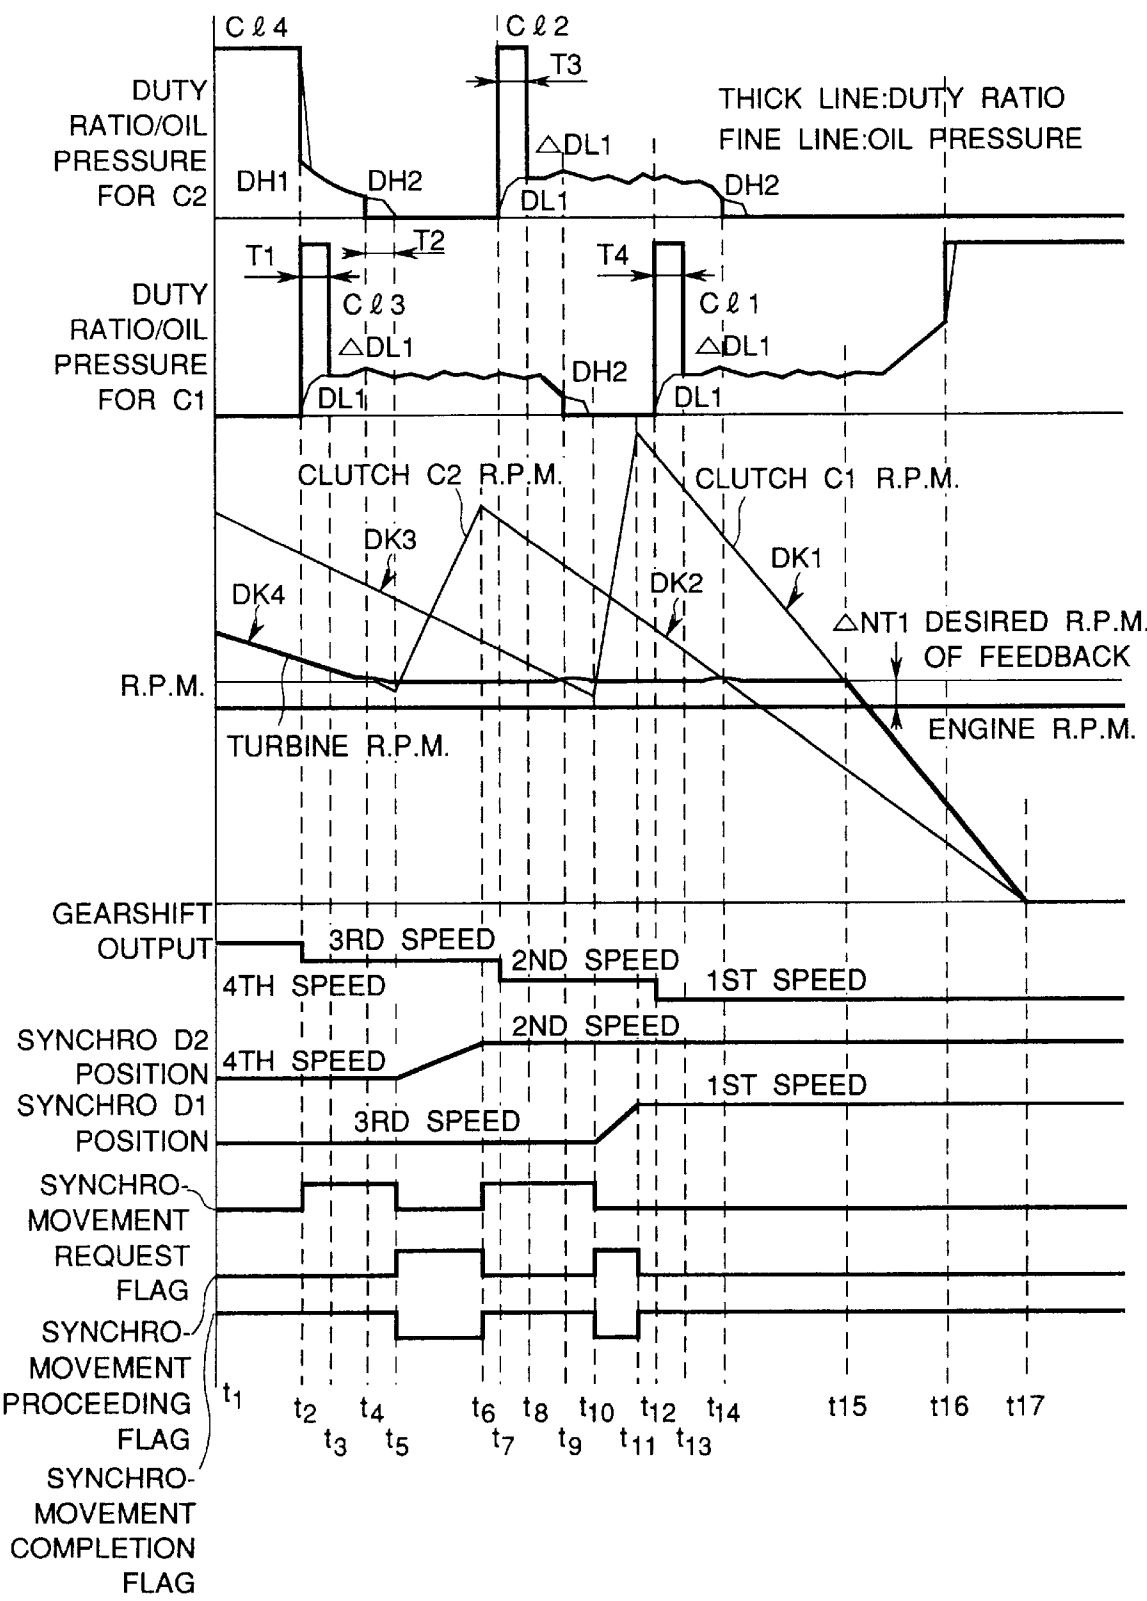 Cℓ4
Cℓ2
T3
DUTY
RATIO/OIL
PRESSURE
FOR C2
THICK LINE:DUTY RATIO
FINE LINE:OIL PRESSURE
△DL1
DH1
DH2
DL1
DH2
T1
T2
T4
DUTY
RATIO/OIL
PRESSURE
FOR C1
Cℓ3
△DL1
DL1
DH2
Cℓ1
△DL1
DL1
CLUTCH C2 R.P.M.
CLUTCH C1 R.P.M.
DK3
DK4
DK2
DK1
△NT1 DESIRED R.P.M.
OF FEEDBACK
R.P.M.
TURBINE R.P.M.
ENGINE R.P.M.
GEARSHIFT
OUTPUT
3RD SPEED
2ND SPEED
1ST SPEED
4TH SPEED
SYNCHRO D2
POSITION
2ND SPEED
4TH SPEED
SYNCHRO D1
POSITION
1ST SPEED
3RD SPEED
SYNCHRO-
MOVEMENT
REQUEST
FLAG
SYNCHRO-
MOVEMENT
PROCEEDING
FLAG
SYNCHRO-
MOVEMENT
COMPLETION
FLAG
t1 t2 t4 t6 t8 t10 t12 t14 t15 t16 t17
t3 t5 t7 t9 t11 t13